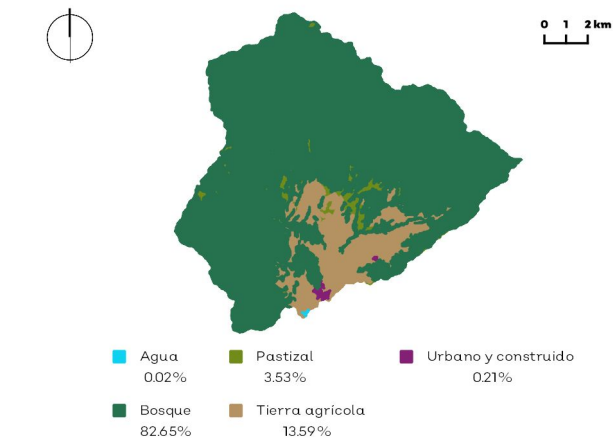 0 1 2 km
Agua
0.02%
Pastizal
3.53%
Urbano y construido
0.21%
Bosque
82.65%
Tierra agrícola
13.59%